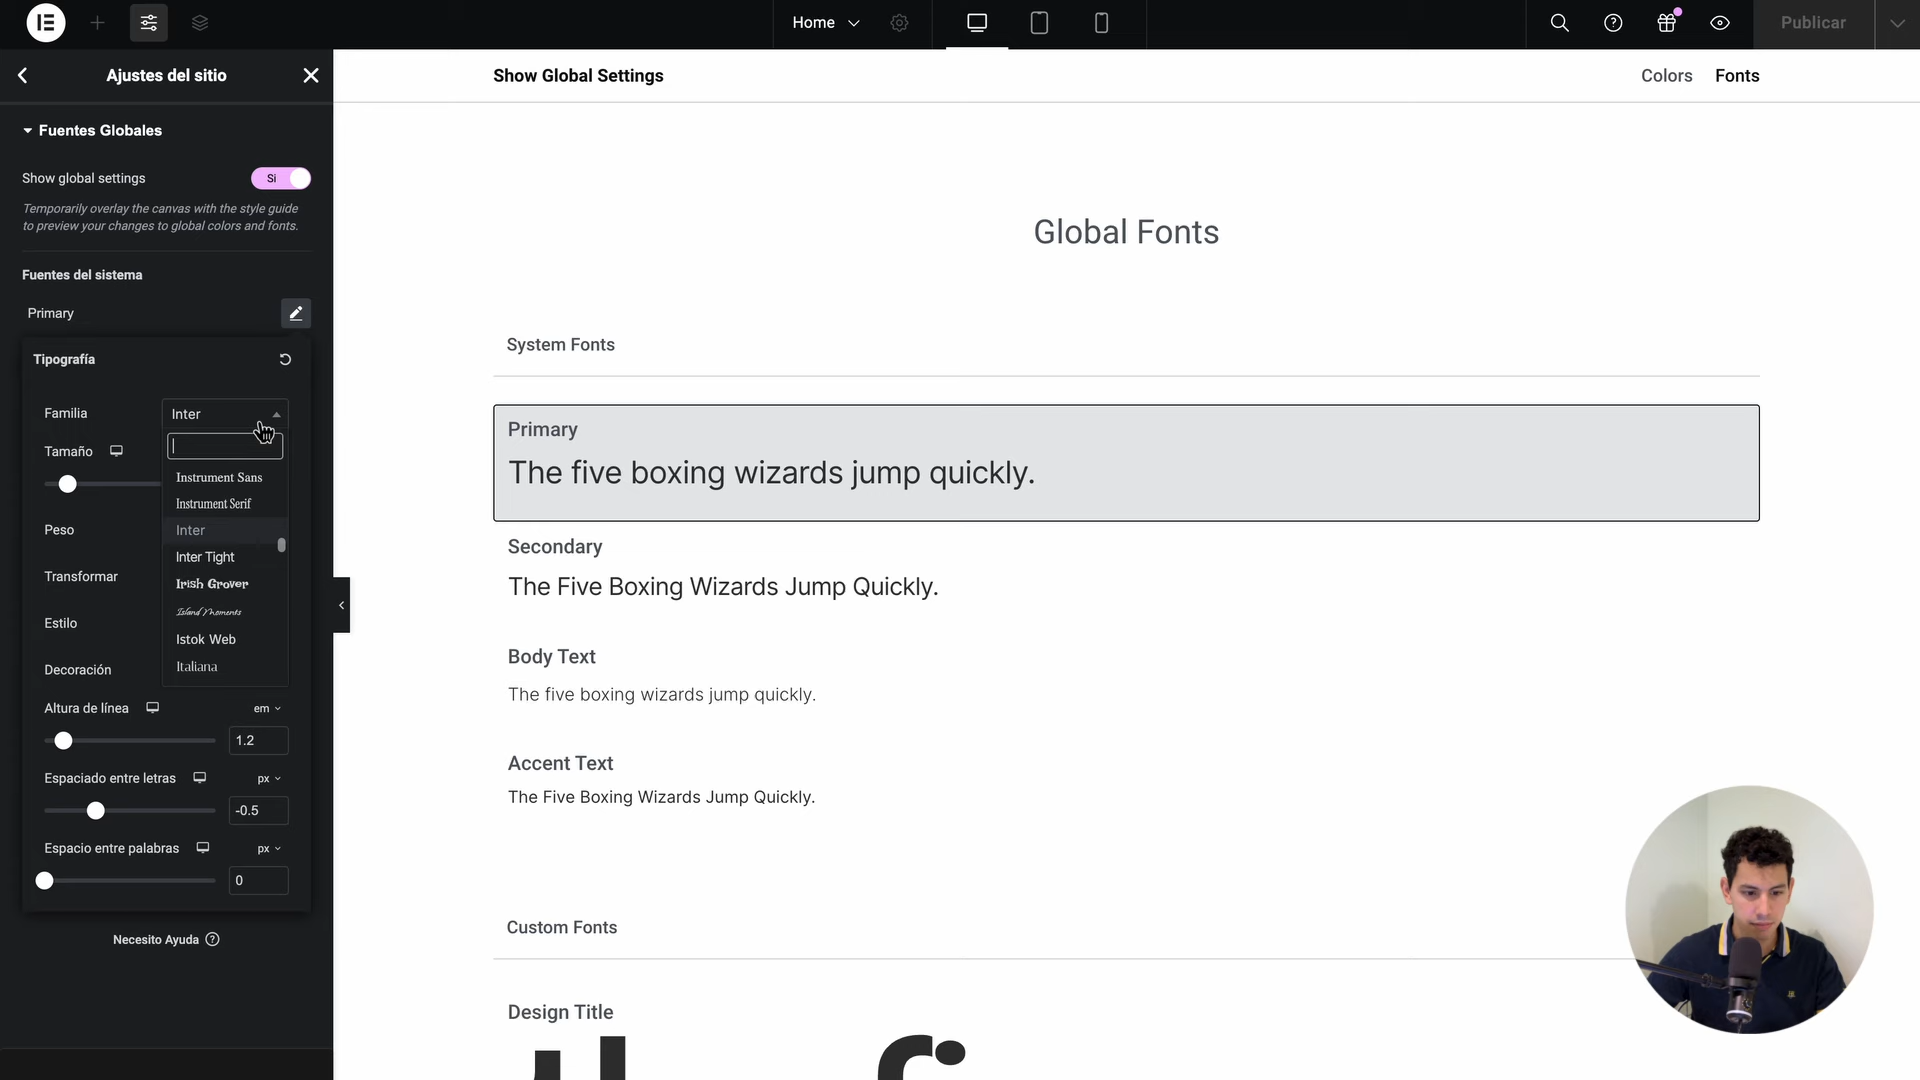 Home
Publicar
Ajustes del sitio
Show Global Settings
Colors
Fonts
Fuentes Globales
Show global settings
Si
Temporarily overlay the canvas with the style guide
to preview your changes to global colors and fonts.
Fuentes del sistema
Primary
Tipografía
Familia
Inter
Tamaño
Instrument Sans
Instrument Serif
Peso
Inter
Inter Tight
Transformar
Irish Grover
Island Moments
Estilo
Istok Web
Decoración
Italiana
Altura de línea
em
1.2
Espaciado entre letras
px
-0.5
Espacio entre palabras
px
0
Necesito Ayuda
Global Fonts
System Fonts
Primary
The five boxing wizards jump quickly.
Secondary
The Five Boxing Wizards Jump Quickly.
Body Text
The five boxing wizards jump quickly.
Accent Text
The Five Boxing Wizards Jump Quickly.
Custom Fonts
Design Title